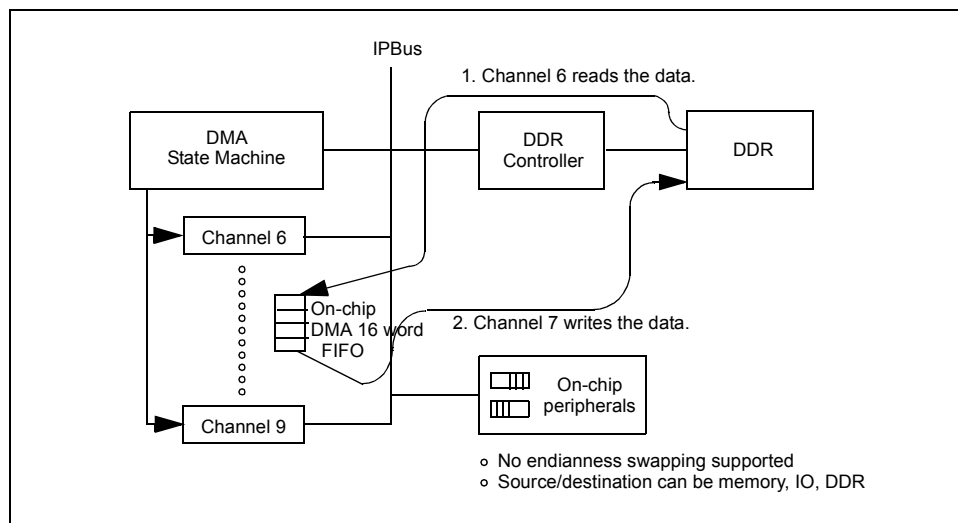 IPBus
1. Channel 6 reads the data.
DMA
State Machine
DDR
Controller
DDR
Channel 6
On-chip
DMA 16 word
FIFO
2. Channel 7 writes the data.
On-chip
peripherals
Channel 9
No endianness swapping supported
Source/destination can be memory, IO, DDR